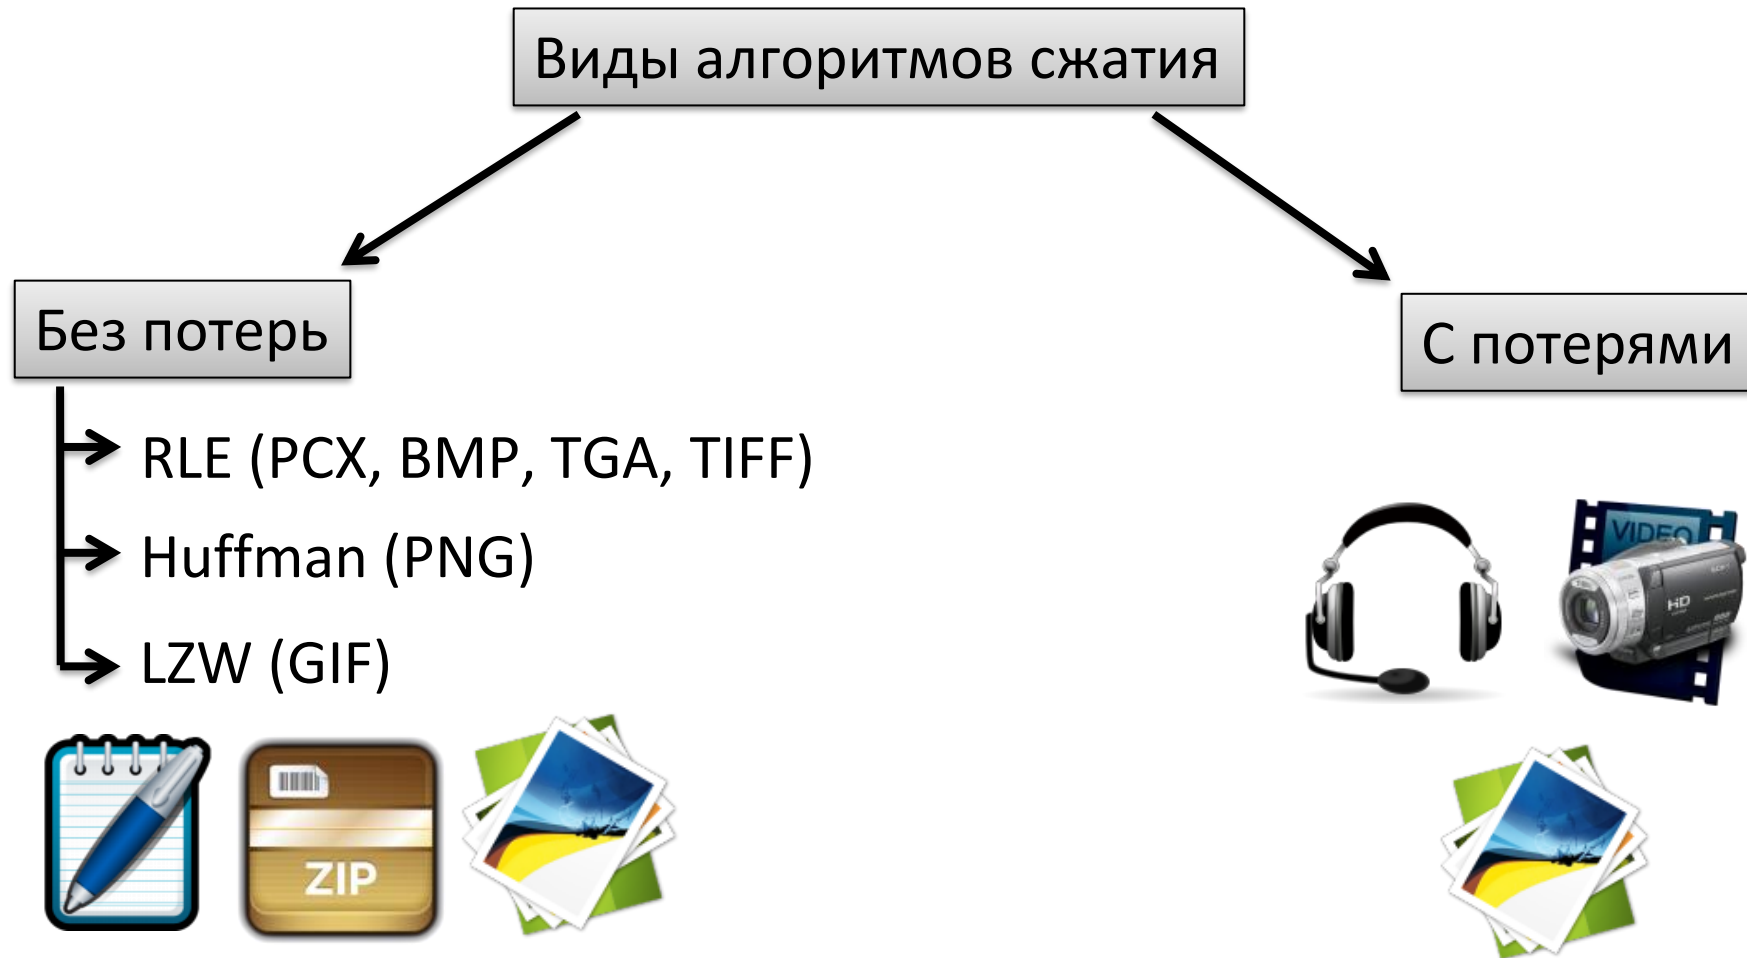 Виды алгоритмов сжатия
Без потерь
С потерями
RLE (PCX, BMP, TGA, TIFF)
Huffman (PNG)
LZW (GIF)
VIDEO
HD
ZIP